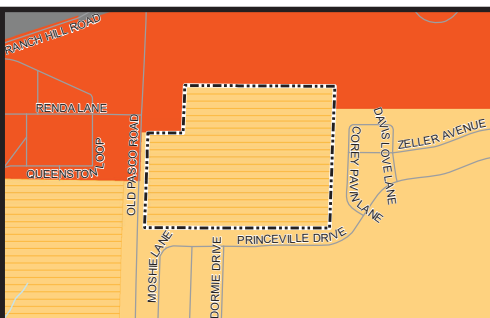 RANCH HILL ROAD
RENDA LANE
QUEENSTON LOOP
OLD PASCO ROAD
DAVIS LOVE LANE
ZELLER AVENUE
COREY PAVIN LANE
PRINCEVILLE DRIVE
MOSHIE LANE
DORMIE DRIVE